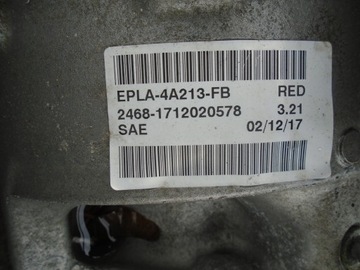 EPLA-4A213-FB RED
2468-1712020578 3.21
SAE 02/12/17